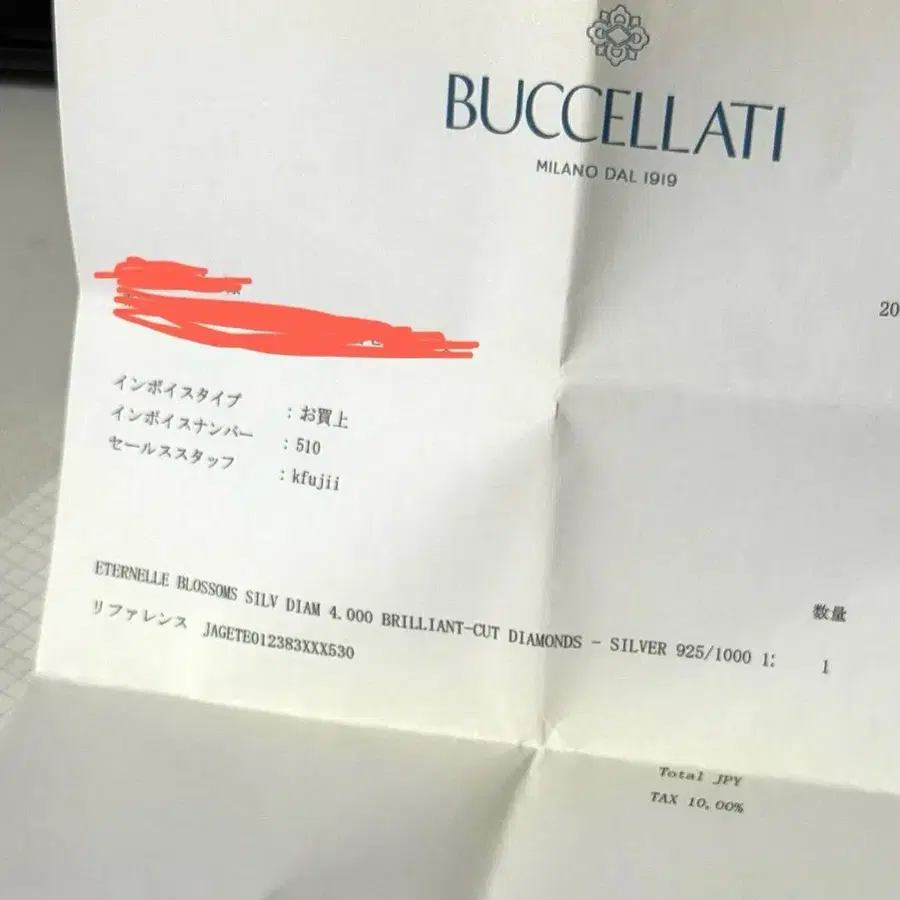 BUCCELLATI
MILANO DAL 1919
20
インボイスタイプ : お買上
インボイスナンバー : 510
セールススタッフ : kfujii
数量
ETERNELLE BLOSSOMS SILV DIAM 4.000 BRILLIANT-CUT DIAMONDS - SILVER 925/1000 1 1
リファレンス JAGETE012383XXX530
Total JPY
TAX 10,00%